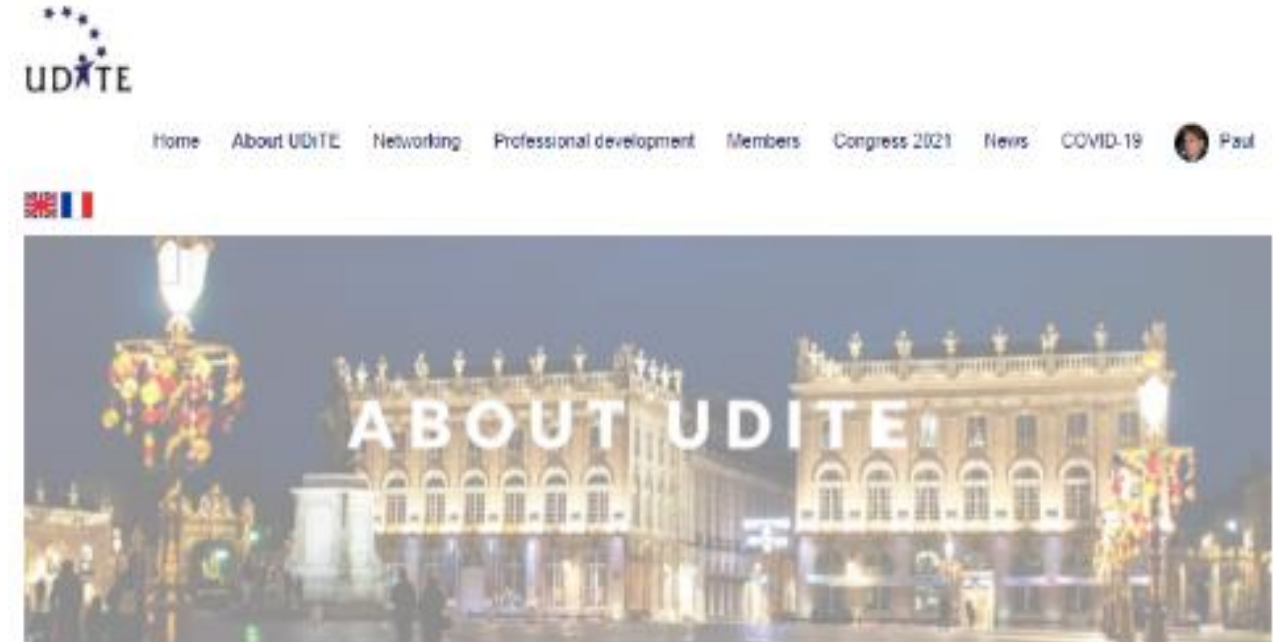 UDiTE
Home About UDiTE Networking Professional development Members Congress 2021 News COVID-19 Paul
ABOUT UDITE